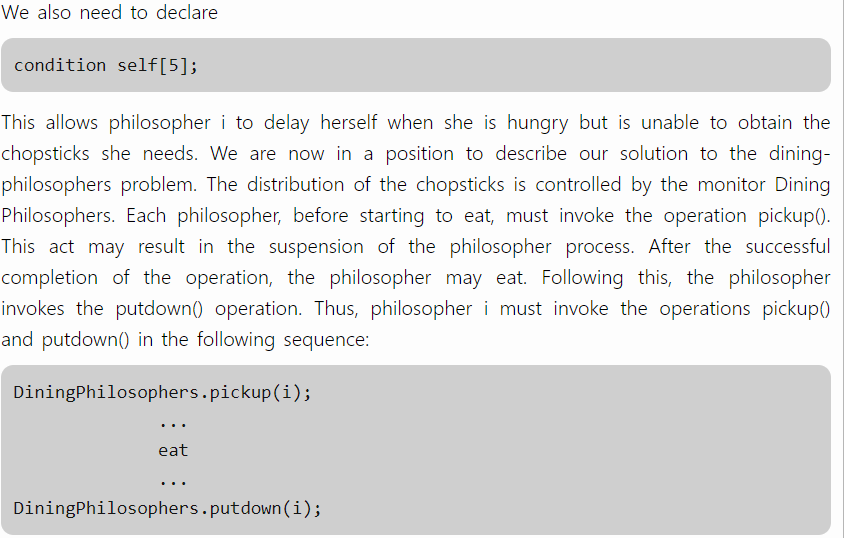 We also need to declare
condition self[5];
This allows philosopher i to delay herself when she is hungry but is unable to obtain the
chopsticks she needs. We are now in a position to describe our solution to the dining-
philosophers problem. The distribution of the chopsticks is controlled by the monitor Dining
Philosophers. Each philosopher, before starting to eat, must invoke the operation pickup().
This act may result in the suspension of the philosopher process. After the successful
completion of the operation, the philosopher may eat. Following this, the philosopher
invokes the putdown() operation. Thus, philosopher i must invoke the operations pickup()
and putdown() in the following sequence:
DiningPhilosophers.pickup(i);
...
eat
...
DiningPhilosophers.putdown(i);